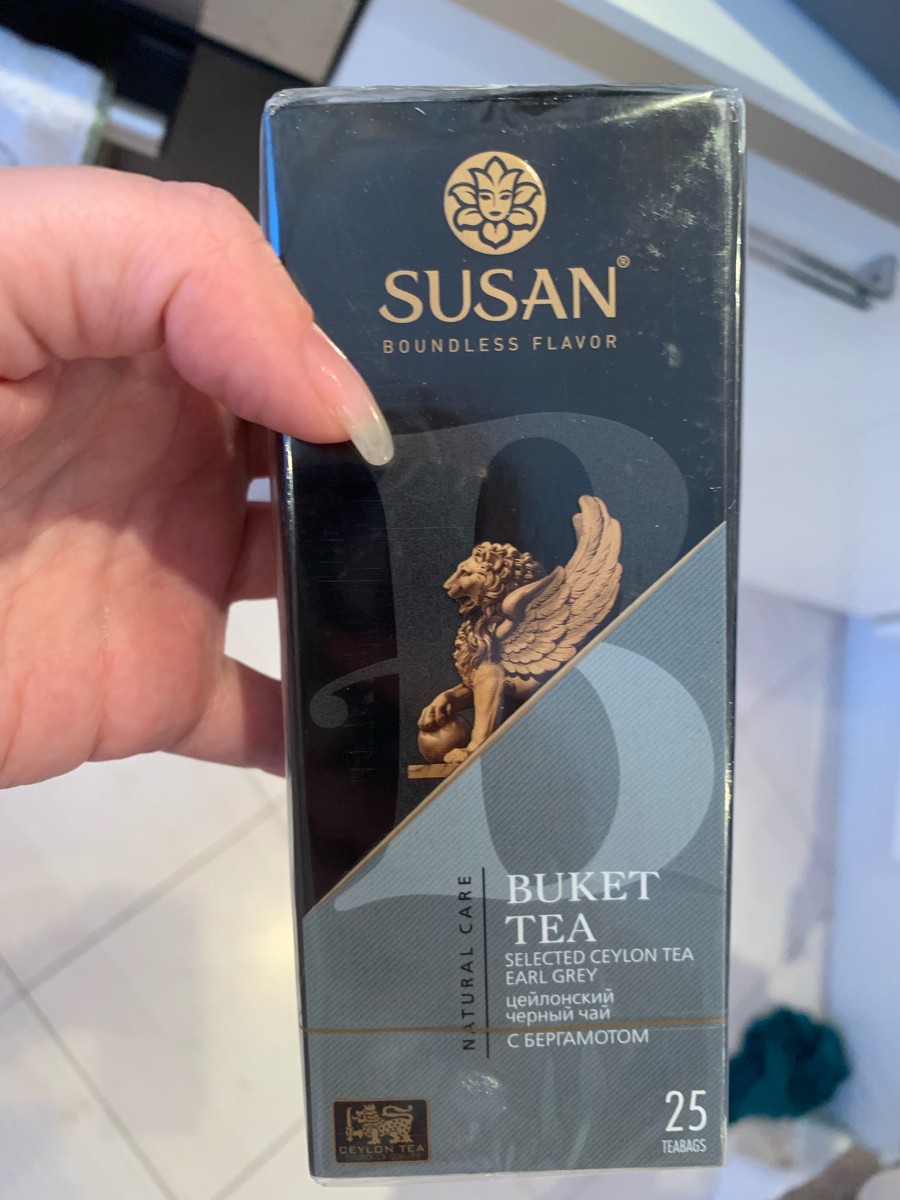 SUSAN®
BOUNDLESS FLAVOR
B
NATURAL CARE
BUKET
TEA
SELECTED CEYLON TEA
EARL GREY
цейлонский
черный чай
С БЕРГАМОТОМ
CEYLON TEA
25
TEABAGS